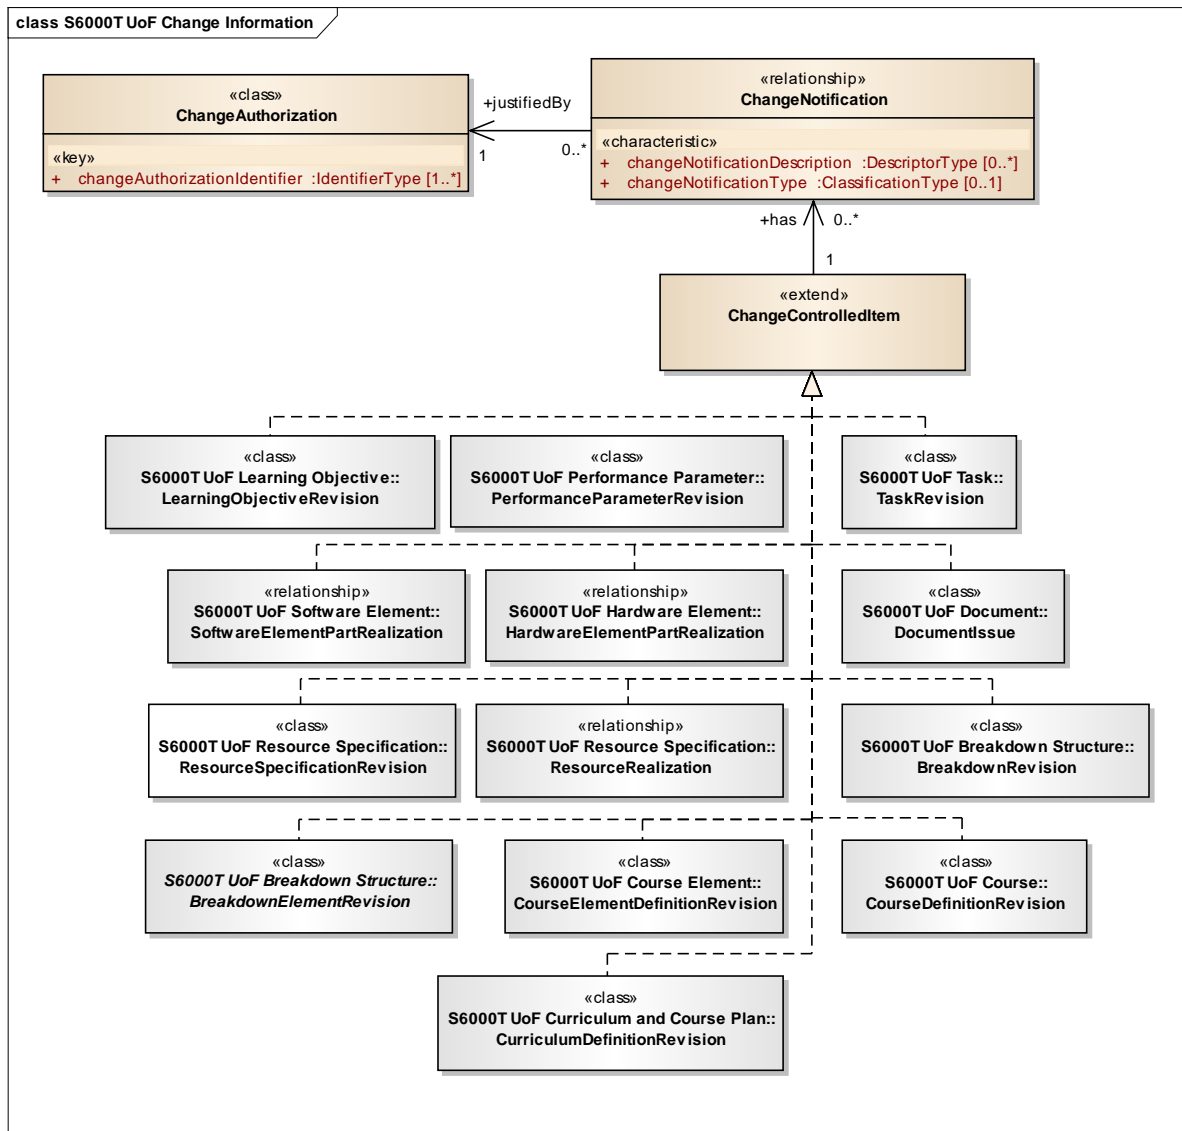 class S6000T UoF Change Information
«class»
ChangeAuthorization
«key»
+ changeAuthorizationIdentifier :IdentifierType [1..*]
+justifiedBy
1
0..*
«relationship»
ChangeNotification
«characteristic»
+ changeNotificationDescription :DescriptorType [0..*]
+ changeNotificationType :ClassificationType [0..1]
+has
0..*
1
«extend»
ChangeControlledItem
«class»
S6000T UoF Learning Objective::
LearningObjectiveRevision
«class»
S6000T UoF Performance Parameter::
PerformanceParameterRevision
«class»
S6000T UoF Task::
TaskRevision
«relationship»
S6000T UoF Software Element::
SoftwareElementPartRealization
«relationship»
S6000T UoF Hardware Element::
HardwareElementPartRealization
«class»
S6000T UoF Document::
DocumentIssue
«class»
S6000T UoF Resource Specification::
ResourceSpecificationRevision
«relationship»
S6000T UoF Resource Specification::
ResourceRealization
«class»
S6000T UoF Breakdown Structure::
BreakdownRevision
«class»
S6000T UoF Breakdown Structure::
BreakdownElementRevision
«class»
S6000T UoF Course Element::
CourseElementDefinitionRevision
«class»
S6000T UoF Course::
CourseDefinitionRevision
«class»
S6000T UoF Curriculum and Course Plan::
CurriculumDefinitionRevision